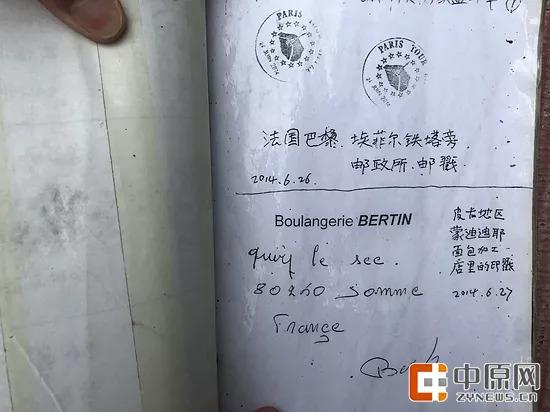 PARIS
PARIS TOUR
法国巴黎.埃菲尔铁塔旁
邮政所.邮戳
2014.6.26.
Boulangerie BERTIN
le sec
80240 Somme
France
皮卡地区
蒙迪迪耶
面包加工
店里的印戳
2014.6.27
中原网
ZYNEWS.CN